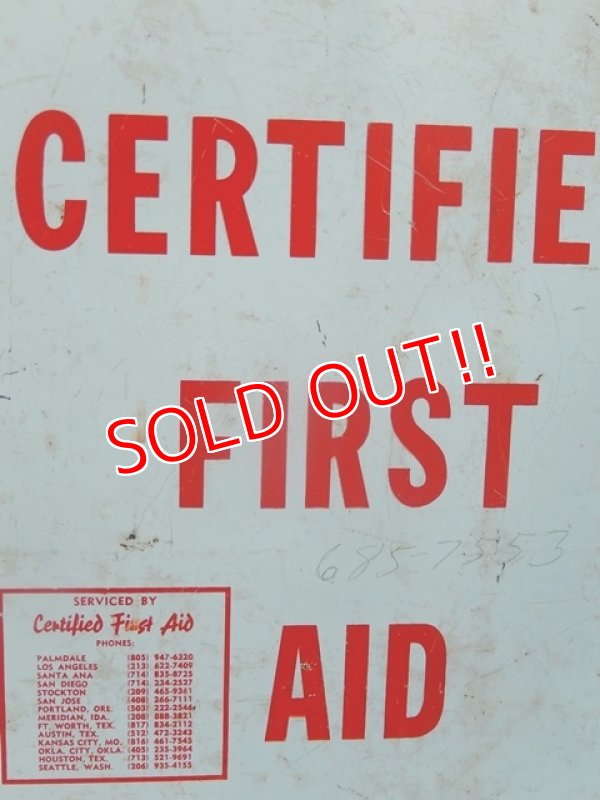 CERTIFIE
SOLD OUT!!
FIRST
685-7553
AID
SERVICED BY
Certified First Aid
PHONES:
PALMDALE (805) 947-6320
LOS ANGELES (213) 622-7409
SANTA ANA (714) 835-8725
SAN DIEGO (714) 234-2527
STOCKTON (209) 465-9361
SAN JOSE (408) 266-7111
PORTLAND, ORE. (503) 222-2546
MERIDIAN, IDA. (208) 888-3821
FT. WORTH, TEX. (817) 834-2112
AUSTIN, TEX. (512) 472-3243
KANSAS CITY, MO. (816) 461-7545
OKLA. CITY, OKLA. (405) 235-3964
HOUSTON, TEX. (713) 521-9691
SEATTLE, WASH. (206) 935-4155